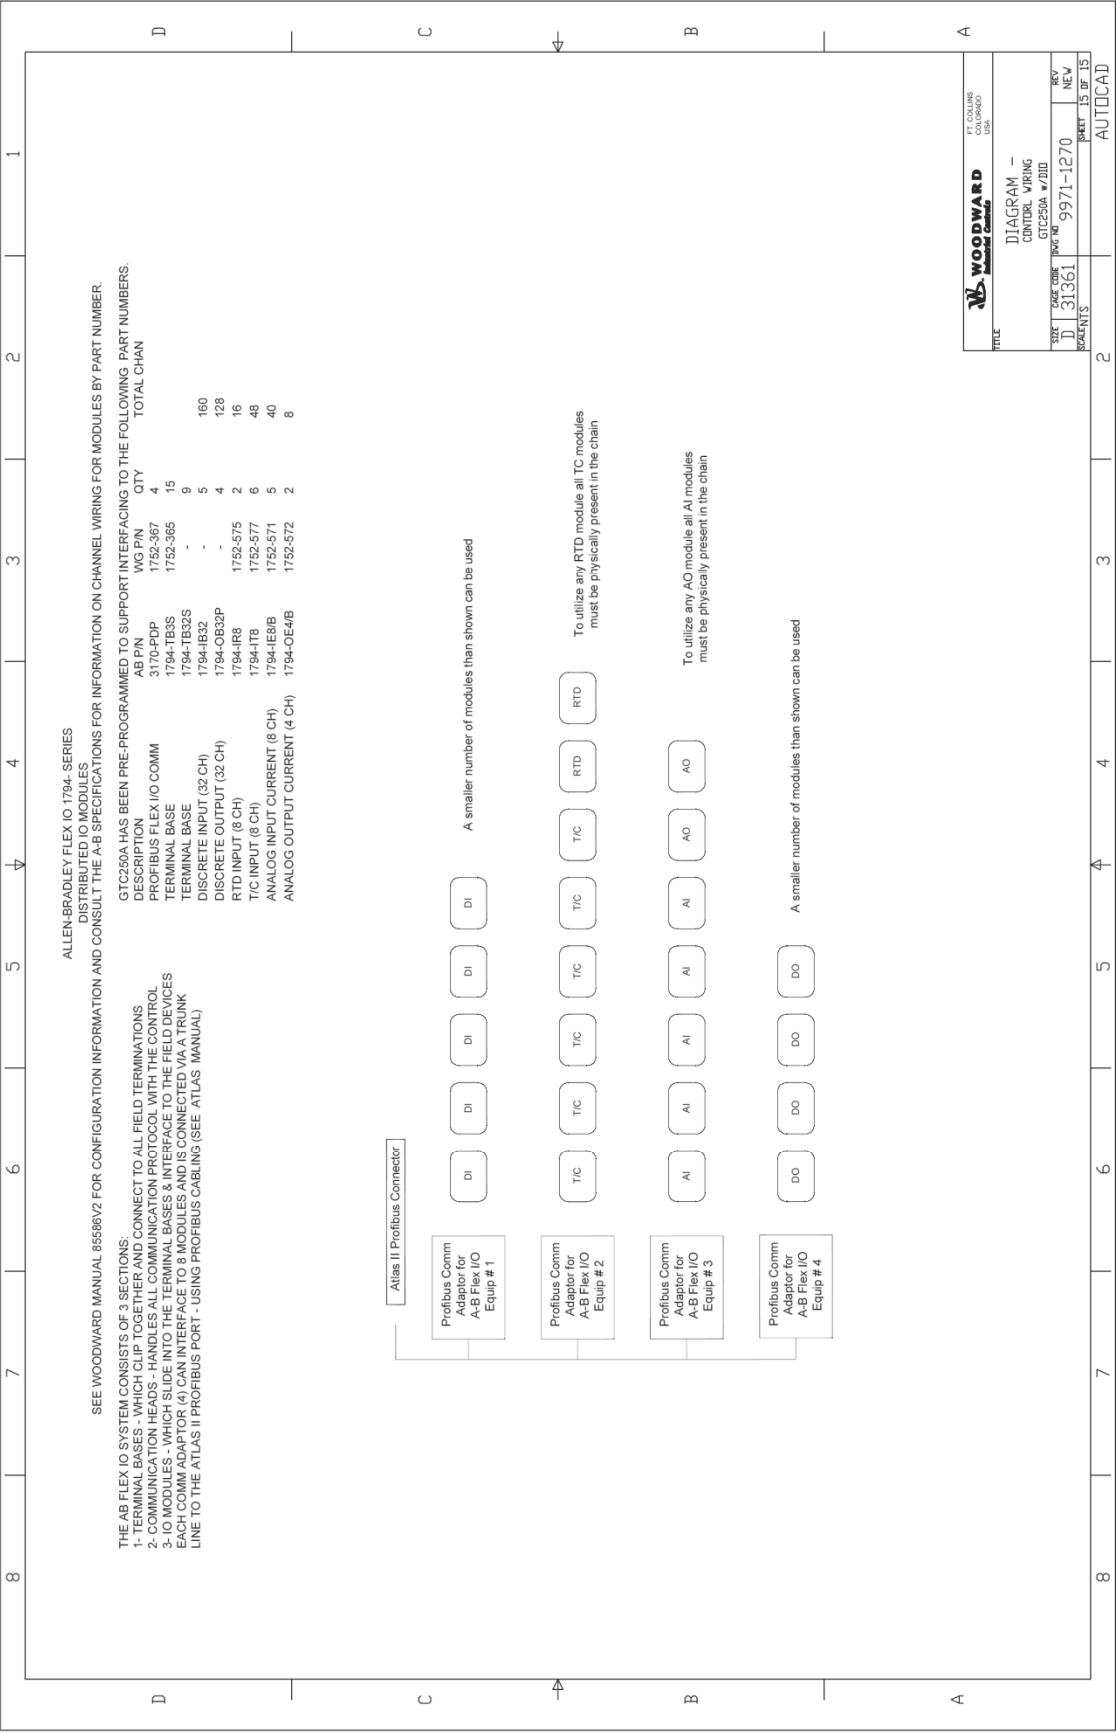 8 7 6 5 4 3 2 1
D
C
B
A
ALLEN-BRADLEY FLEX IO 1794- SERIES
DISTRIBUTED IO MODULES
SEE WOODWARD MANUAL 85586V2 FOR CONFIGURATION INFORMATION AND CONSULT THE A-B SPECIFICATIONS FOR INFORMATION ON CHANNEL WIRING FOR MODULES BY PART NUMBER.
THE AB FLEX IO SYSTEM CONSISTS OF 3 SECTIONS:
1- TERMINAL BASES - WHICH CLIP TOGETHER AND CONNECT TO ALL FIELD TERMINATIONS
2- COMMUNICATION HEADS - HANDLES ALL COMMUNICATION PROTOCOL WITH THE CONTROL
3- IO MODULES - WHICH SLIDE INTO THE TERMINAL BASES & INTERFACE TO THE FIELD DEVICES
EACH COMM ADAPTOR (4) CAN INTERFACE TO 8 MODULES AND IS CONNECTED VIA A TRUNK
LINE TO THE ATLAS II PROFIBUS PORT - USING PROFIBUS CABLING (SEE ATLAS MANUAL)
GTC250A HAS BEEN PRE-PROGRAMMED TO SUPPORT INTERFACING TO THE FOLLOWING PART NUMBERS.
DESCRIPTION AB P/N WG P/N QTY TOTAL CHAN
PROFIBUS FLEX I/O COMM 3170-PDP 1752-367 4
TERMINAL BASE 1794-TB3S 1752-365 15
TERMINAL BASE 1794-TB32S - 9
DISCRETE INPUT (32 CH) 1794-IB32 - 5 160
DISCRETE OUTPUT (32 CH) 1794-OB32P - 4 128
RTD INPUT (8 CH) 1794-IR8 1752-575 2 16
T/C INPUT (8 CH) 1794-IT8 1752-577 6 48
ANALOG INPUT CURRENT (8 CH) 1794-IE8/B 1752-571 5 40
ANALOG OUTPUT CURRENT (4 CH) 1794-OE4/B 1752-572 2 8
Atlas II Profibus Connector
Profibus Comm
Adaptor for
A-B Flex I/O
Equip # 1
DI DI DI DI DI
A smaller number of modules than shown can be used
Profibus Comm
Adaptor for
A-B Flex I/O
Equip # 2
T/C T/C T/C T/C T/C T/C RTD RTD
To utilize any RTD module all TC modules
must be physically present in the chain
Profibus Comm
Adaptor for
A-B Flex I/O
Equip # 3
AI AI AI AI AI AO AO
To utilize any AO module all AI modules
must be physically present in the chain
Profibus Comm
Adaptor for
A-B Flex I/O
Equip # 4
DO DO DO DO
A smaller number of modules than shown can be used
WOODWARD
Industrial Controls
FT. COLLINS
COLORADO
USA
TITLE
DIAGRAM -
CONTORL WIRING
GTC250A w/DIO
SIZE CAGE CODE DWG NO REV
D 31361 9971-1270 NEW
SCALE NTS SHEET 15 OF 15
D
C
B
A
8 7 6 5 4 3 2 AUTOCAD